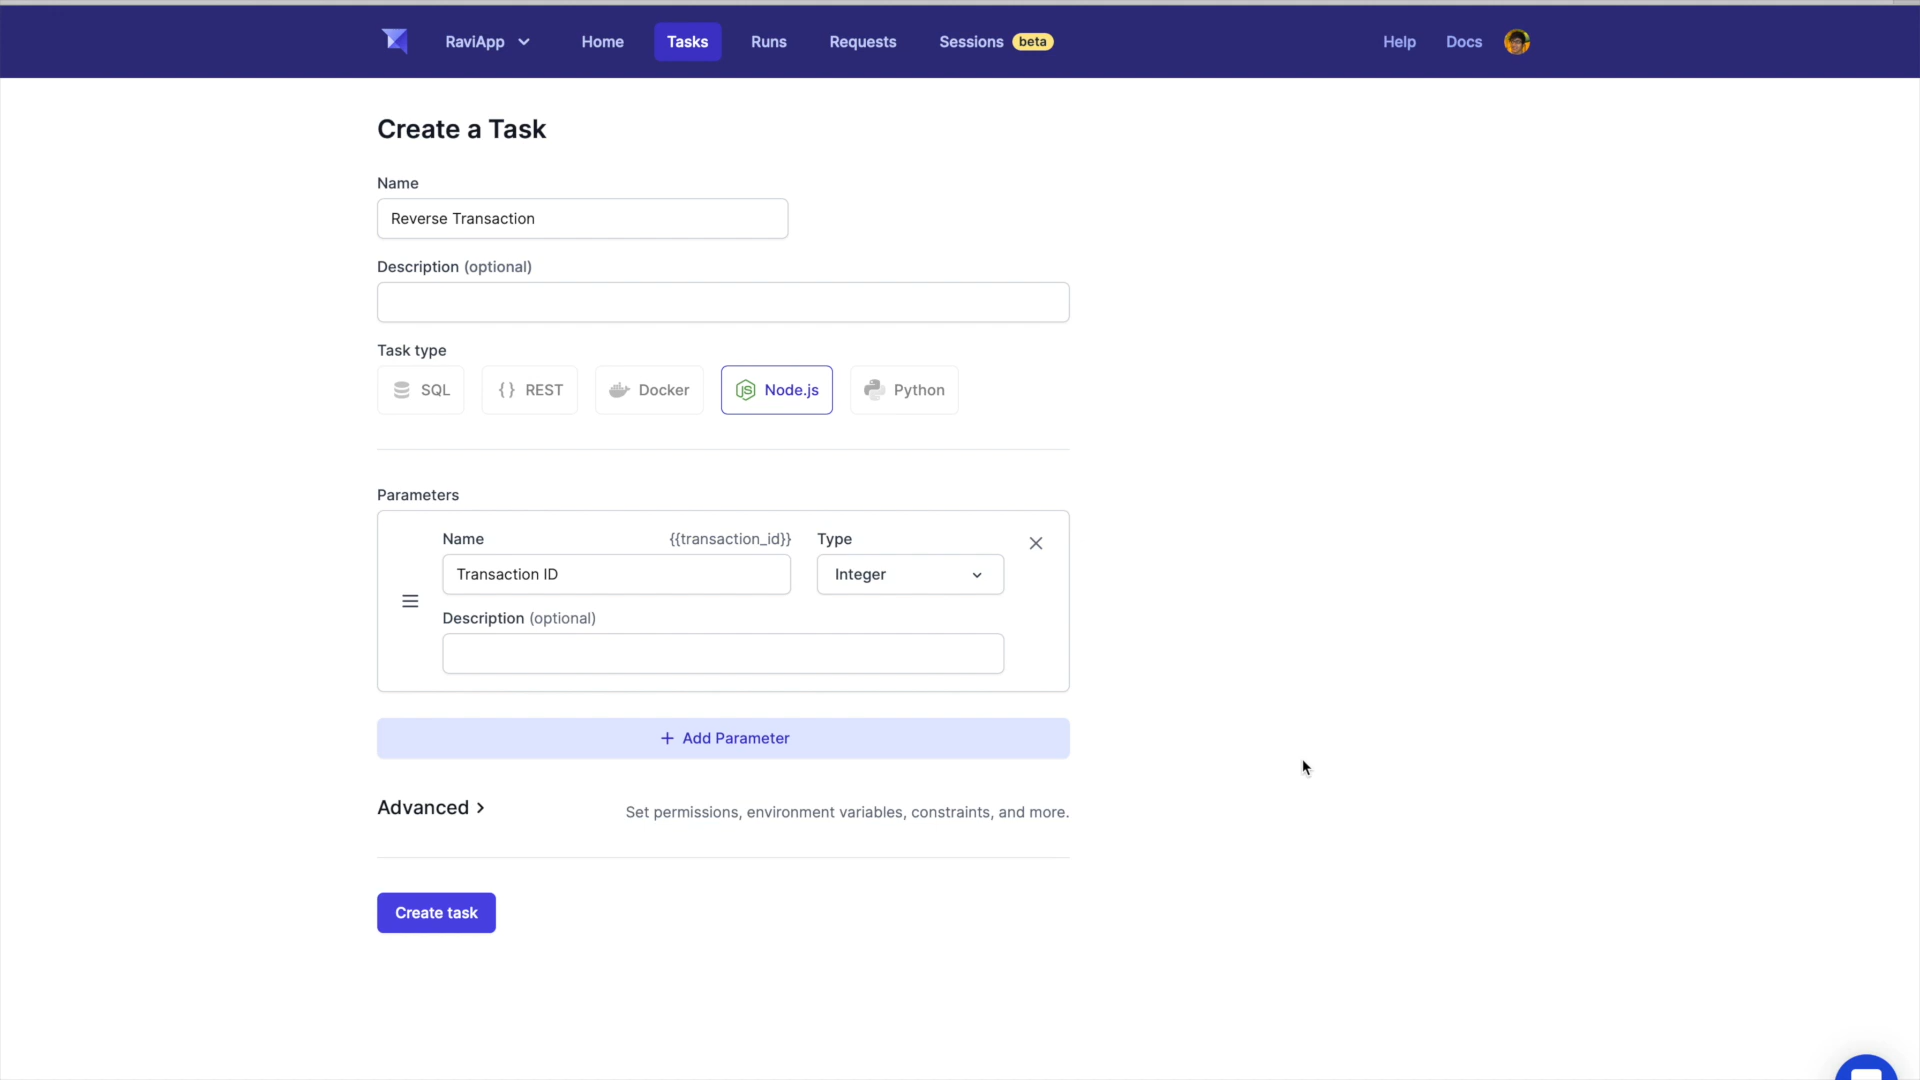 RaviApp
Home
Tasks
Runs
Requests
Sessions beta
Help
Docs
Create a Task
Name
Reverse Transaction
Description (optional)
Task type
SQL
{} REST
Docker
JS Node.js
Python
Parameters
Name {{transaction_id}} Type
Transaction ID Integer
Description (optional)
+ Add Parameter
Advanced > Set permissions, environment variables, constraints, and more.
Create task